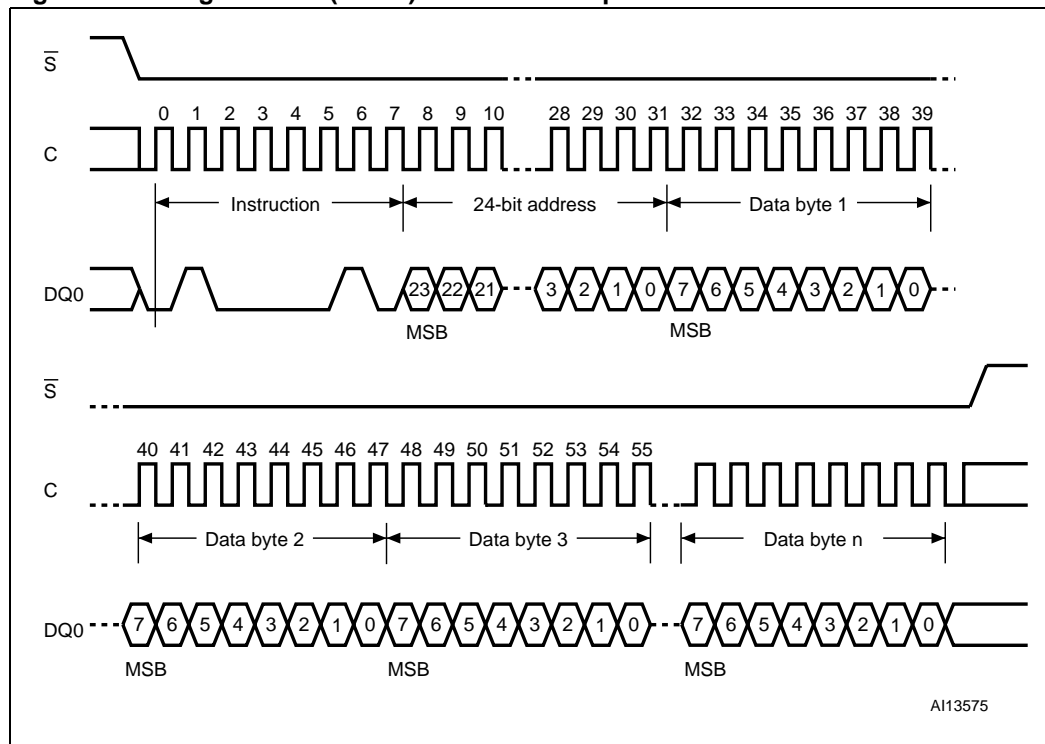 S
0 1 2 3 4 5 6 7 8 9 10 28 29 30 31 32 33 34 35 36 37 38 39
C
Instruction 24-bit address Data byte 1
DQ0 23 22 21 3 2 1 0 7 6 5 4 3 2 1 0
MSB MSB
S
40 41 42 43 44 45 46 47 48 49 50 51 52 53 54 55
C
Data byte 2 Data byte 3 Data byte n
DQ0 7 6 5 4 3 2 1 0 7 6 5 4 3 2 1 0 7 6 5 4 3 2 1 0
MSB MSB MSB
AI13575